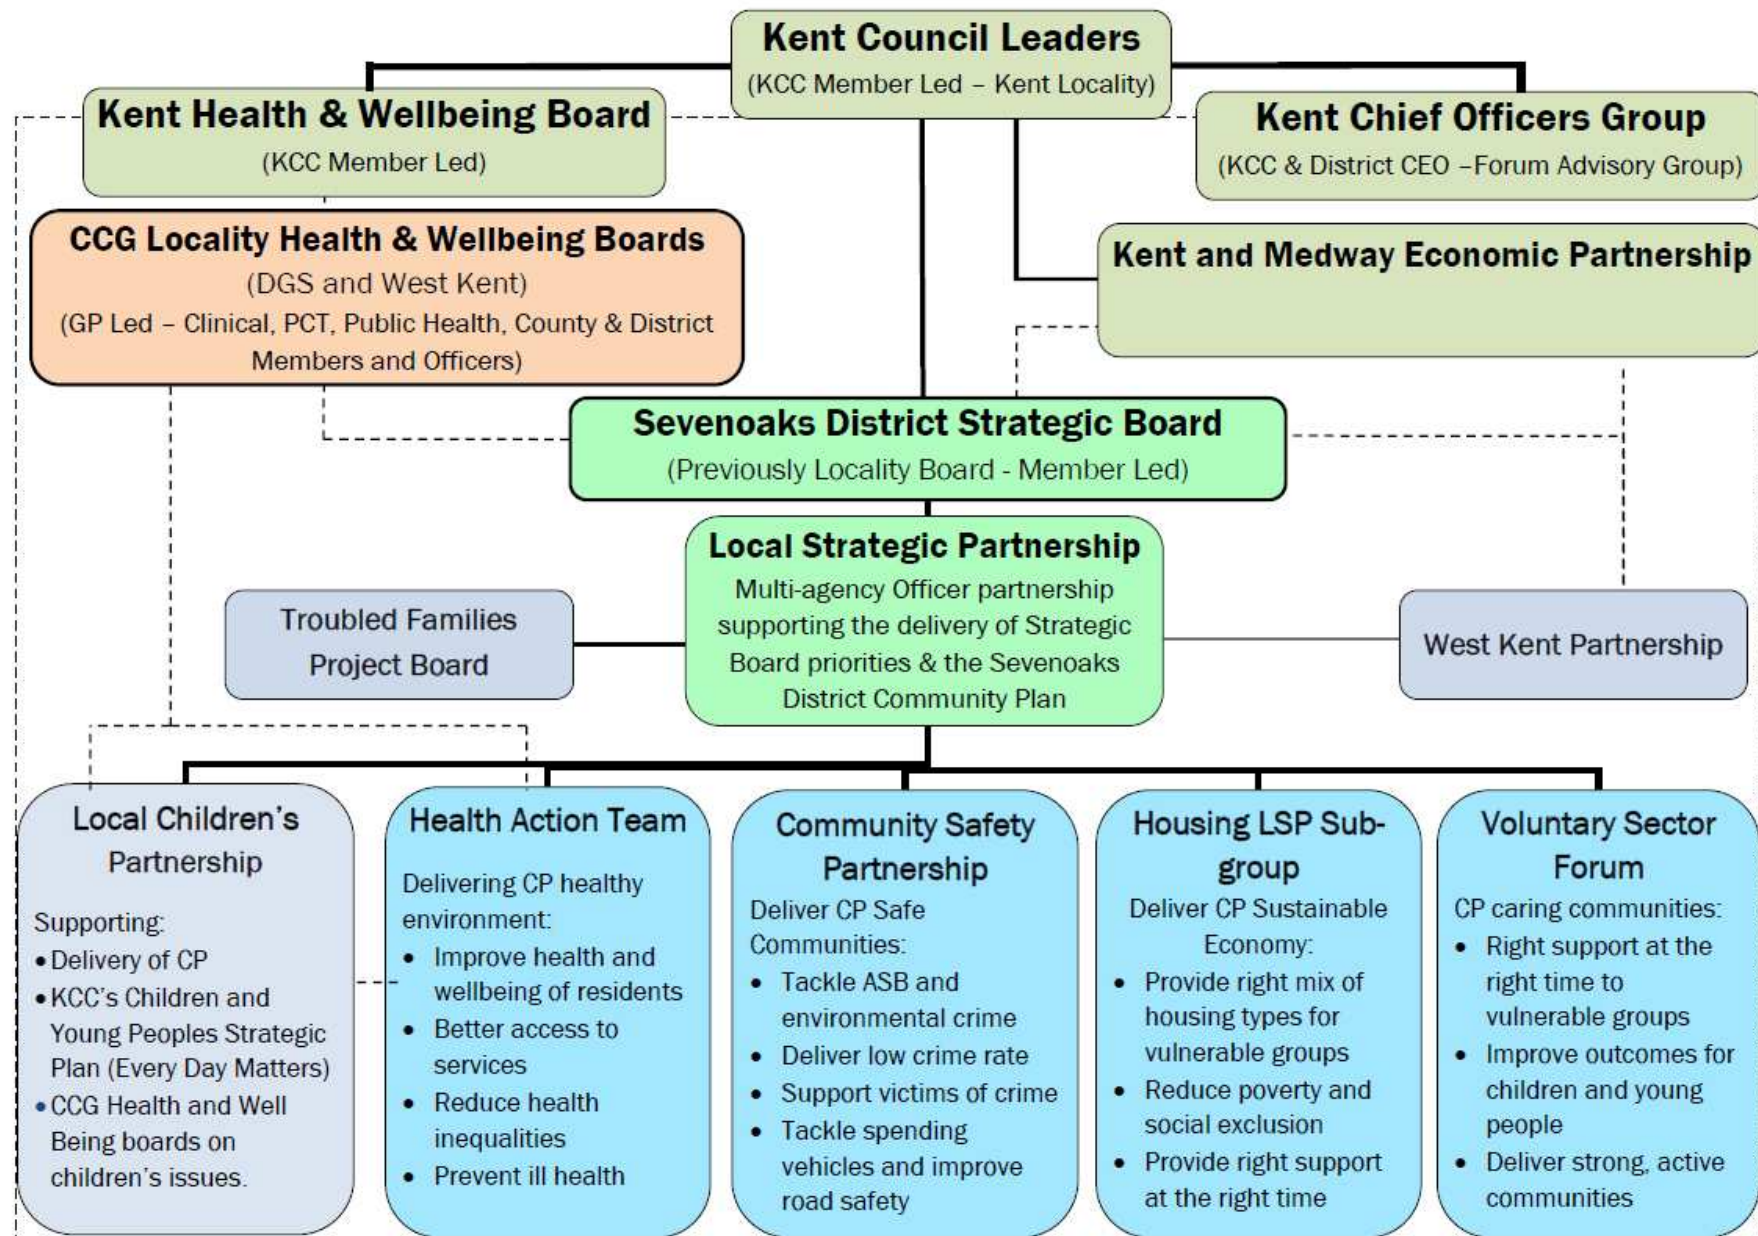 Kent Council Leaders
(KCC Member Led – Kent Locality)
Kent Health & Wellbeing Board
(KCC Member Led)
Kent Chief Officers Group
(KCC & District CEO –Forum Advisory Group)
CCG Locality Health & Wellbeing Boards
(DGS and West Kent)
(GP Led – Clinical, PCT, Public Health, County & District
Members and Officers)
Kent and Medway Economic Partnership
Sevenoaks District Strategic Board
(Previously Locality Board - Member Led)
Local Strategic Partnership
Multi-agency Officer partnership
supporting the delivery of Strategic
Board priorities & the Sevenoaks
District Community Plan
Troubled Families
Project Board
West Kent Partnership
Local Children's
Partnership
Supporting:
• Delivery of CP
• KCC's Children and
Young Peoples Strategic
Plan (Every Day Matters)
• CCG Health and Well
Being boards on
children's issues.
Health Action Team
Delivering CP healthy
environment:
• Improve health and
wellbeing of residents
• Better access to
services
• Reduce health
inequalities
• Prevent ill health
Community Safety
Partnership
Deliver CP Safe
Communities:
• Tackle ASB and
environmental crime
• Deliver low crime rate
• Support victims of crime
• Tackle spending
vehicles and improve
road safety
Housing LSP Sub-
group
Deliver CP Sustainable
Economy:
• Provide right mix of
housing types for
vulnerable groups
• Reduce poverty and
social exclusion
• Provide right support
at the right time
Voluntary Sector
Forum
CP caring communities:
• Right support at the
right time to
vulnerable groups
• Improve outcomes for
children and young
people
• Deliver strong, active
communities